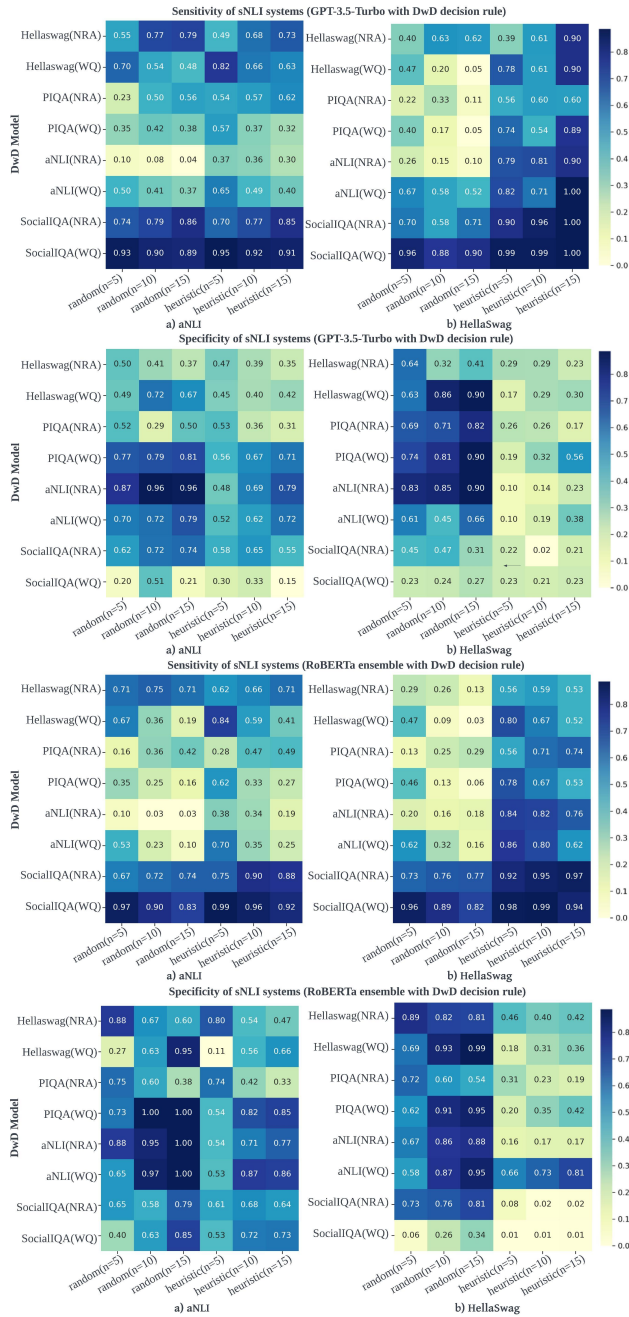 Sensitivity of sNLI systems (GPT-3.5-Turbo with DwD decision rule)
DwD Model
Hellaswag(NRA) 0.55 0.77 0.79 0.49 0.68 0.73
Hellaswag(WQ) 0.70 0.54 0.48 0.82 0.66 0.63
PIQA(NRA) 0.23 0.50 0.56 0.54 0.57 0.62
PIQA(WQ) 0.35 0.42 0.38 0.57 0.37 0.32
aNLI(NRA) 0.10 0.08 0.04 0.37 0.36 0.30
aNLI(WQ) 0.50 0.41 0.37 0.65 0.49 0.40
SocialIQA(NRA) 0.74 0.79 0.86 0.70 0.77 0.85
SocialIQA(WQ) 0.93 0.90 0.89 0.95 0.92 0.91
random(n=5) random(n=10) random(n=15) heuristic(n=5) heuristic(n=10) heuristic(n=15)
a) aNLI
Hellaswag(NRA) 0.40 0.63 0.62 0.39 0.61 0.90
Hellaswag(WQ) 0.47 0.20 0.05 0.78 0.61 0.90
PIQA(NRA) 0.22 0.33 0.11 0.56 0.60 0.60
PIQA(WQ) 0.40 0.17 0.05 0.74 0.54 0.89
aNLI(NRA) 0.26 0.15 0.10 0.79 0.81 0.90
aNLI(WQ) 0.67 0.58 0.52 0.82 0.71 1.00
SocialIQA(NRA) 0.70 0.58 0.71 0.90 0.96 1.00
SocialIQA(WQ) 0.96 0.88 0.90 0.99 0.99 1.00
random(n=5) random(n=10) random(n=15) heuristic(n=5) heuristic(n=10) heuristic(n=15)
b) HellaSwag
0.8
0.7
0.6
0.5
0.4
0.3
0.2
0.1
0.0
Specificity of sNLI systems (GPT-3.5-Turbo with DwD decision rule)
DwD Model
Hellaswag(NRA) 0.50 0.41 0.37 0.47 0.39 0.35
Hellaswag(WQ) 0.49 0.72 0.67 0.45 0.40 0.42
PIQA(NRA) 0.52 0.29 0.50 0.53 0.36 0.31
PIQA(WQ) 0.77 0.79 0.81 0.56 0.67 0.71
aNLI(NRA) 0.87 0.96 0.96 0.48 0.69 0.79
aNLI(WQ) 0.70 0.72 0.79 0.52 0.62 0.72
SocialIQA(NRA) 0.62 0.72 0.74 0.58 0.65 0.55
SocialIQA(WQ) 0.20 0.51 0.21 0.30 0.33 0.15
random(n=5) random(n=10) random(n=15) heuristic(n=5) heuristic(n=10) heuristic(n=15)
a) aNLI
Hellaswag(NRA) 0.64 0.32 0.41 0.29 0.29 0.23
Hellaswag(WQ) 0.63 0.86 0.90 0.17 0.29 0.30
PIQA(NRA) 0.69 0.71 0.82 0.26 0.26 0.17
PIQA(WQ) 0.74 0.81 0.90 0.19 0.32 0.56
aNLI(NRA) 0.83 0.85 0.90 0.10 0.14 0.23
aNLI(WQ) 0.61 0.45 0.66 0.10 0.19 0.38
SocialIQA(NRA) 0.45 0.47 0.31 0.22 0.02 0.21
SocialIQA(WQ) 0.23 0.24 0.27 0.23 0.21 0.23
random(n=5) random(n=10) random(n=15) heuristic(n=5) heuristic(n=10) heuristic(n=15)
b) HellaSwag
0.8
0.7
0.6
0.5
0.4
0.3
0.2
0.1
0.0
Sensitivity of sNLI systems (RoBERTa ensemble with DwD decision rule)
DwD Model
Hellaswag(NRA) 0.71 0.75 0.71 0.62 0.66 0.71
Hellaswag(WQ) 0.67 0.36 0.19 0.84 0.59 0.41
PIQA(NRA) 0.16 0.36 0.42 0.28 0.47 0.49
PIQA(WQ) 0.35 0.25 0.16 0.62 0.33 0.27
aNLI(NRA) 0.10 0.03 0.03 0.38 0.34 0.19
aNLI(WQ) 0.53 0.23 0.10 0.70 0.35 0.25
SocialIQA(NRA) 0.67 0.72 0.74 0.75 0.90 0.88
SocialIQA(WQ) 0.97 0.90 0.83 0.99 0.96 0.92
random(n=5) random(n=10) random(n=15) heuristic(n=5) heuristic(n=10) heuristic(n=15)
a) aNLI
Hellaswag(NRA) 0.29 0.26 0.13 0.56 0.59 0.53
Hellaswag(WQ) 0.47 0.09 0.03 0.80 0.67 0.52
PIQA(NRA) 0.13 0.25 0.29 0.56 0.71 0.74
PIQA(WQ) 0.46 0.13 0.06 0.78 0.67 0.53
aNLI(NRA) 0.20 0.16 0.18 0.84 0.82 0.76
aNLI(WQ) 0.62 0.32 0.16 0.86 0.80 0.62
SocialIQA(NRA) 0.73 0.76 0.77 0.92 0.95 0.97
SocialIQA(WQ) 0.96 0.89 0.82 0.98 0.99 0.94
random(n=5) random(n=10) random(n=15) heuristic(n=5) heuristic(n=10) heuristic(n=15)
b) HellaSwag
0.8
0.7
0.6
0.5
0.4
0.3
0.2
0.1
0.0
Specificity of sNLI systems (RoBERTa ensemble with DwD decision rule)
DwD Model
Hellaswag(NRA) 0.88 0.67 0.60 0.80 0.54 0.47
Hellaswag(WQ) 0.27 0.63 0.95 0.11 0.56 0.66
PIQA(NRA) 0.75 0.60 0.38 0.74 0.42 0.33
PIQA(WQ) 0.73 1.00 1.00 0.54 0.82 0.85
aNLI(NRA) 0.88 0.95 1.00 0.54 0.71 0.77
aNLI(WQ) 0.65 0.97 1.00 0.53 0.87 0.86
SocialIQA(NRA) 0.65 0.58 0.79 0.61 0.68 0.64
SocialIQA(WQ) 0.40 0.63 0.85 0.53 0.72 0.73
random(n=5) random(n=10) random(n=15) heuristic(n=5) heuristic(n=10) heuristic(n=15)
a) aNLI
Hellaswag(NRA) 0.89 0.82 0.81 0.46 0.40 0.42
Hellaswag(WQ) 0.69 0.93 0.99 0.18 0.31 0.36
PIQA(NRA) 0.72 0.60 0.54 0.31 0.23 0.19
PIQA(WQ) 0.62 0.91 0.95 0.20 0.35 0.42
aNLI(NRA) 0.67 0.86 0.88 0.16 0.17 0.17
aNLI(WQ) 0.58 0.87 0.95 0.66 0.73 0.81
SocialIQA(NRA) 0.73 0.76 0.81 0.08 0.02 0.02
SocialIQA(WQ) 0.06 0.26 0.34 0.01 0.01 0.01
random(n=5) random(n=10) random(n=15) heuristic(n=5) heuristic(n=10) heuristic(n=15)
b) HellaSwag
0.8
0.7
0.6
0.5
0.4
0.3
0.2
0.1
0.0